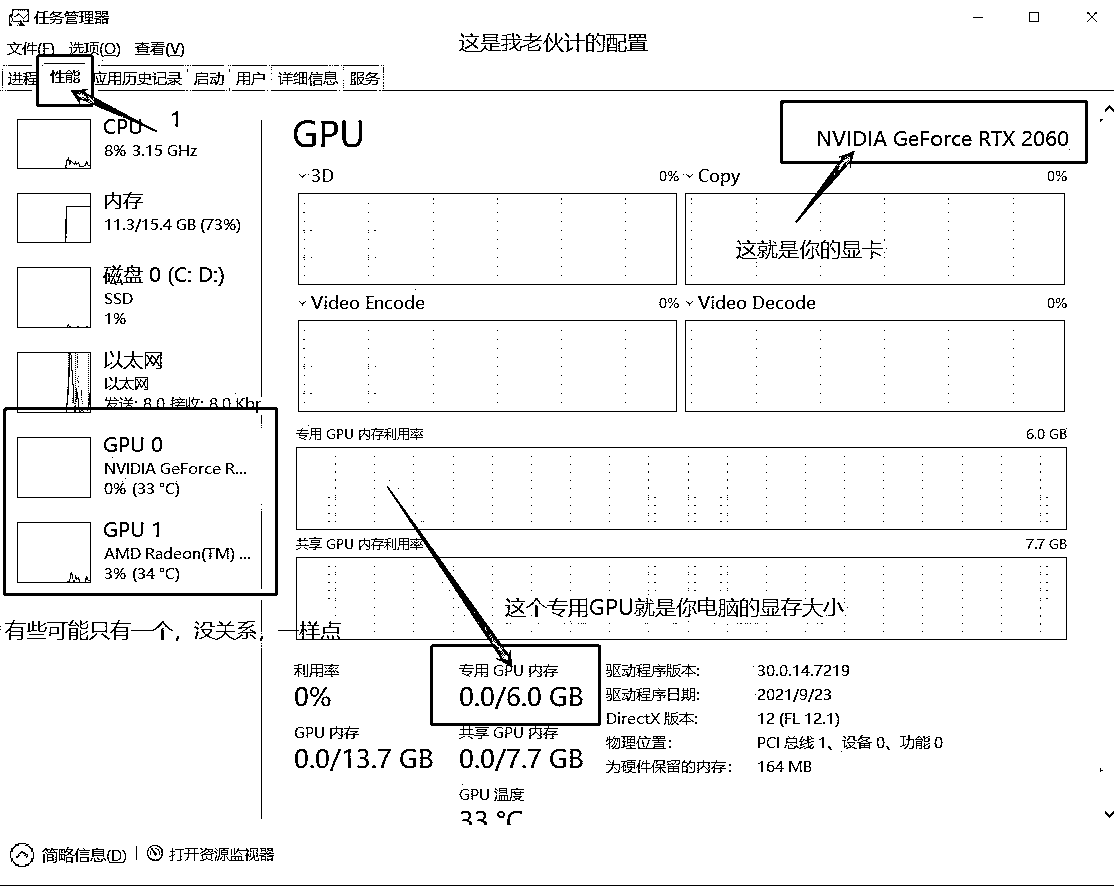 任务管理器
文件(F) 选项(O) 查看(V)
这是我老伙计的配置
进程 性能 应用历史记录 启动 用户 详细信息 服务
1
CPU
8% 3.15 GHz
内存
11.3/15.4 GB (73%)
磁盘 0 (C: D:)
SSD
1%
以太网
以太网
发送: 8.0 接收: 8.0 Kbp
GPU 0
NVIDIA GeForce R...
0% (33 °C)
GPU 1
AMD Radeon(TM) ...
3% (34 °C)
有些可能只有一个，没关系，一样点
GPU
NVIDIA GeForce RTX 2060
3D 0%
Copy 0%
这就是你的显卡
Video Encode 0%
Video Decode 0%
专用 GPU 内存利用率 6.0 GB
共享 GPU 内存利用率 7.7 GB
这个专用GPU就是你电脑的显存大小
利用率
0%
GPU 内存
0.0/13.7 GB
专用 GPU 内存
0.0/6.0 GB
共享 GPU 内存
0.0/7.7 GB
GPU 温度
33 °C
驱动程序版本: 30.0.14.7219
驱动程序日期: 2021/9/23
DirectX 版本: 12 (FL 12.1)
物理位置: PCI 总线 1、设备 0、功能 0
为硬件保留的内存: 164 MB
简略信息(D)
打开资源监视器